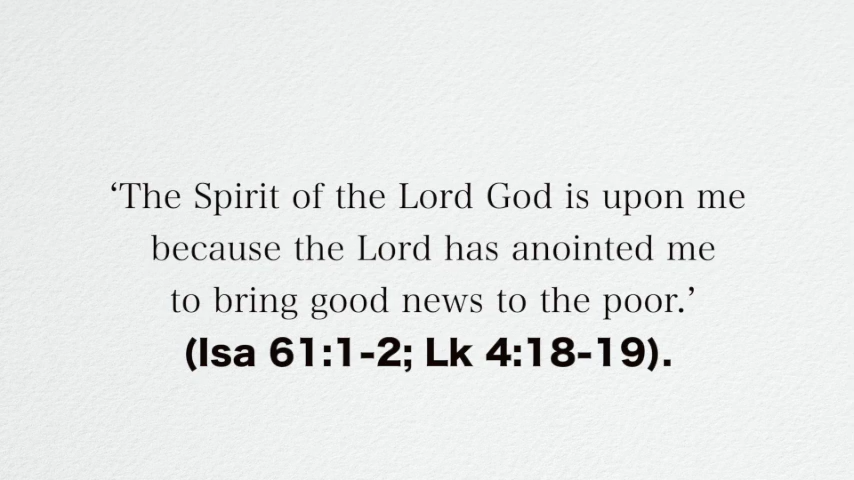 ‘The Spirit of the Lord God is upon me
because the Lord has anointed me
to bring good news to the poor.’
(Isa 61:1-2; Lk 4:18-19).